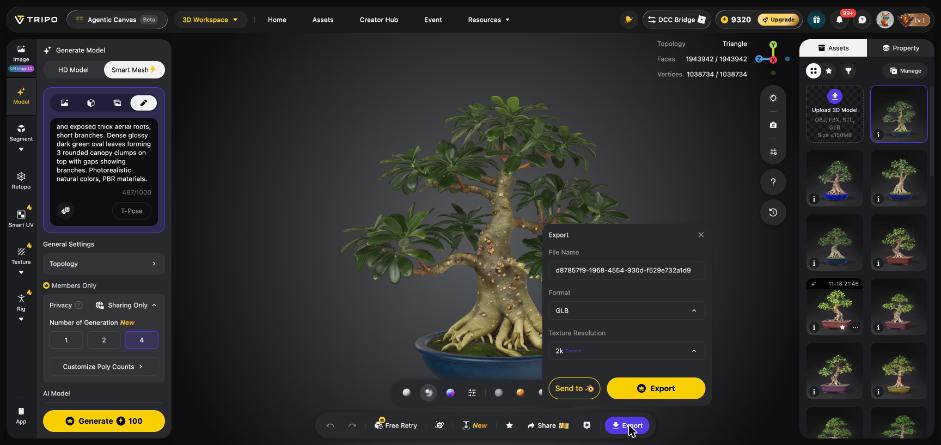 TRIPO
Agentic Canvas Beta
3D Workspace
Home
Assets
Creator Hub
Event
Resources
DCC Bridge
9320
Upgrade
99+
Image
Model
Segment
Retopo
Smart UV
Texture
Rig
App
Generate Model
HD Model
Smart Mesh
and exposed thick aerial roots,
short branches. Dense glossy
dark green oval leaves forming
3 rounded canopy clumps on
top with gaps showing
branches. Photorealistic
natural colors, PBR materials.
487/1000
T-Pose
General Settings
Topology
Members Only
Privacy
Sharing Only
Number of Generation New
1
2
4
Customize Poly Counts
AI Model
Generate 100
Topology Triangle
Faces 1943942 / 1943942
Vertices 1038734 / 1038734
Y
Z
X
Export
File Name
d87857f9-1968-4554-930d-f529e732a1d9
Format
GLB
Texture Resolution
2k
Send to
Export
Free Retry
New
Share
Export
Assets
Property
Manage
Upload 3D Model
OBJ, FBX, STL,
GLB
Size ≤150MB
11-18 21:46